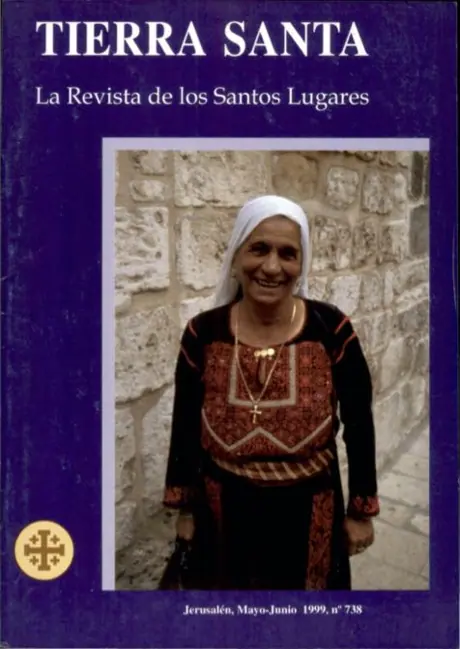 TIERRA SANTA
La Revista de los Santos Lugares
Jerusalén, Mayo-Junio 1999, nº 738